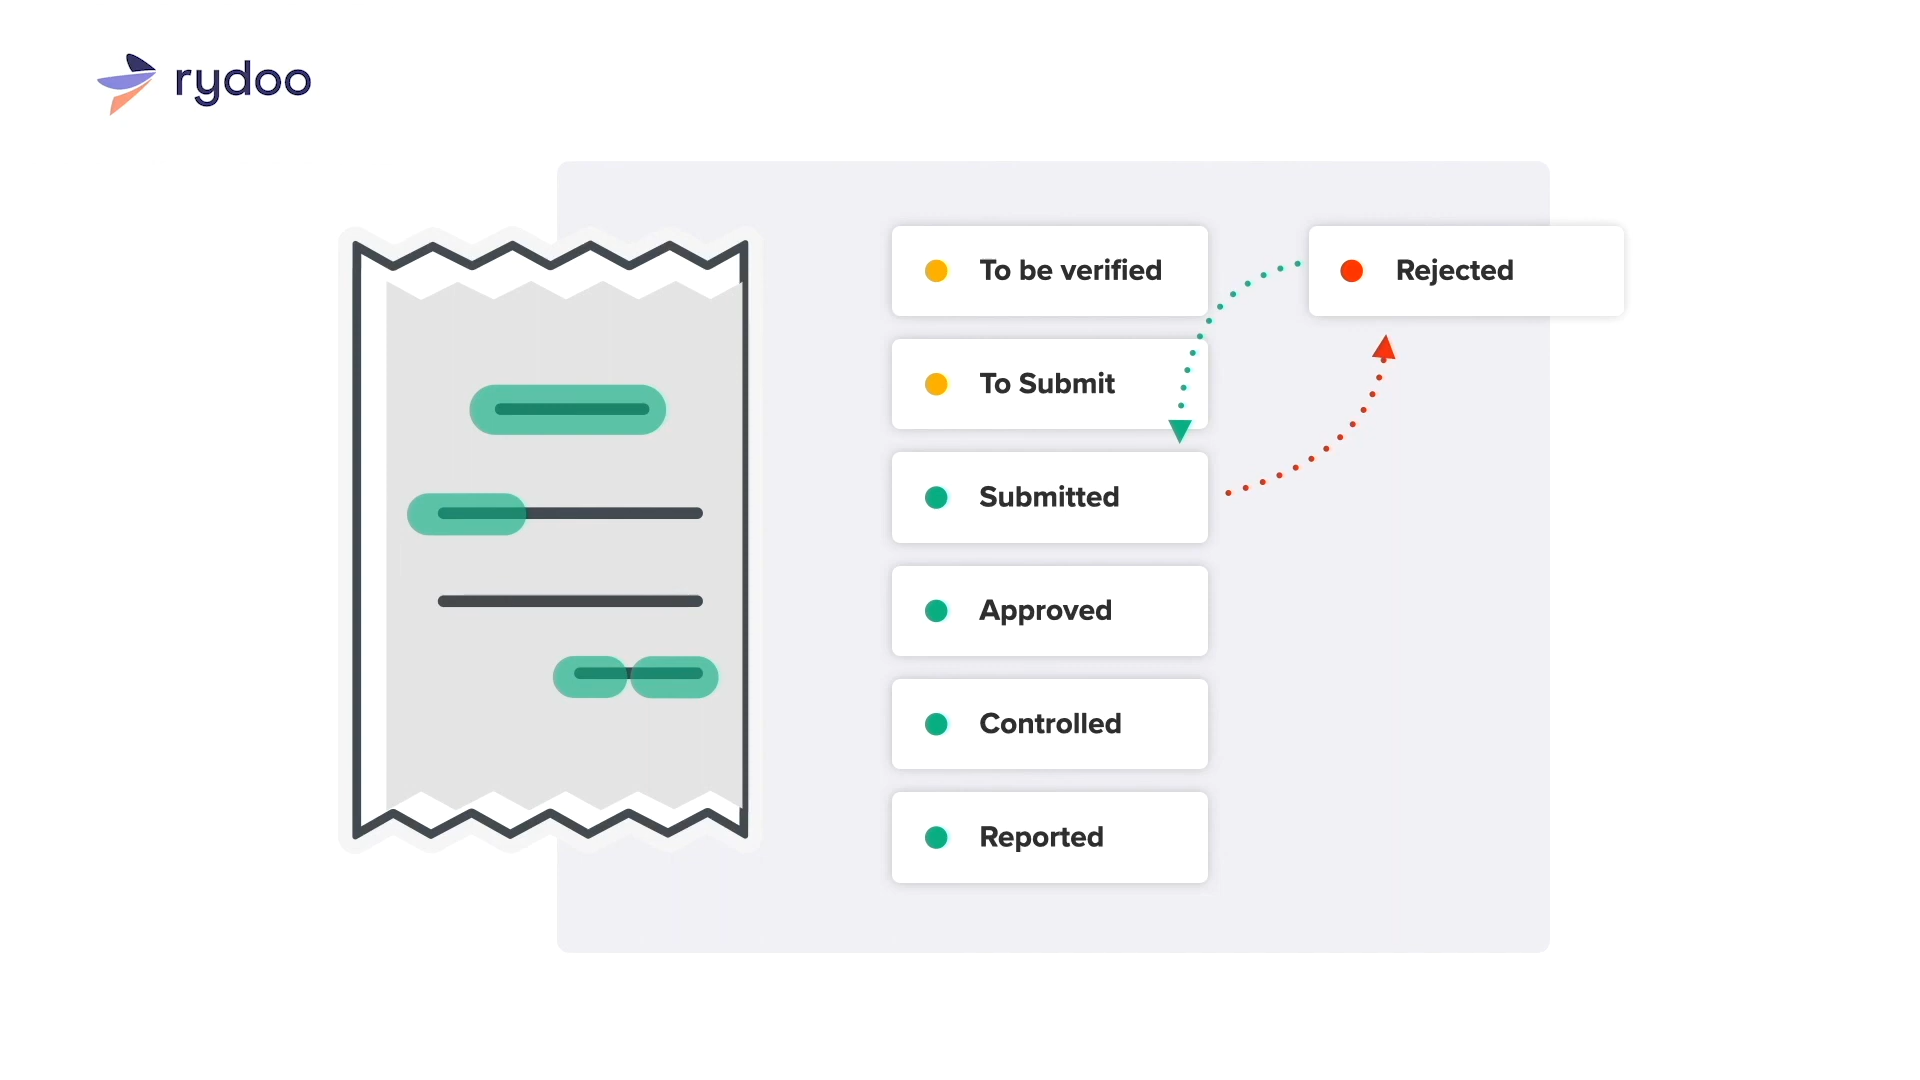 rydoo
To be verified
Rejected
To Submit
Submitted
Approved
Controlled
Reported